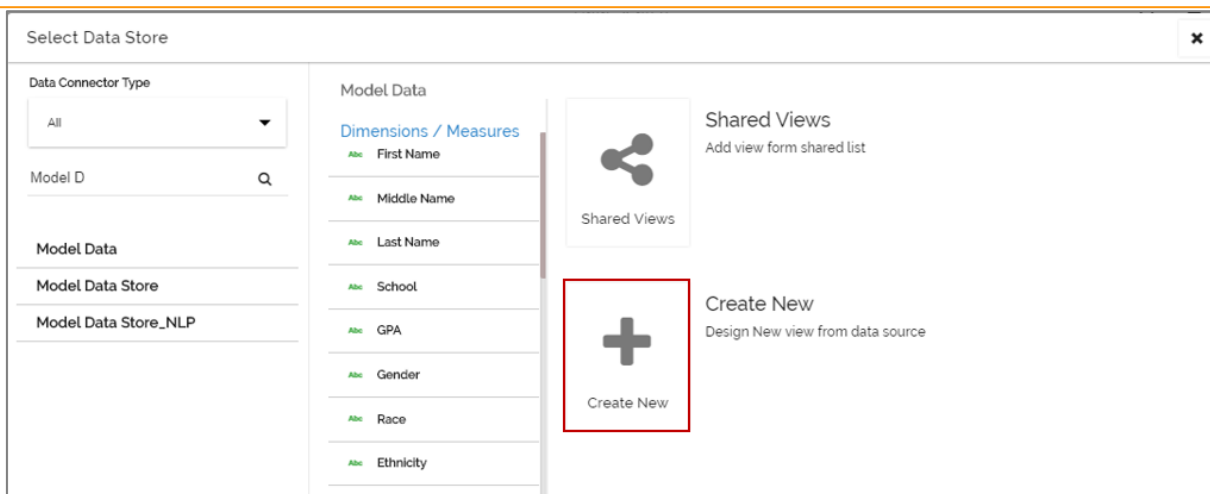 Select Data Store
Data Connector Type
All
Model D
Model Data
Model Data Store
Model Data Store_NLP
Model Data
Dimensions / Measures
Abc First Name
Abc Middle Name
Abc Last Name
Abc School
Abc GPA
Abc Gender
Abc Race
Abc Ethnicity
Shared Views
Shared Views
Add view form shared list
Create New
Create New
Design New view from data source